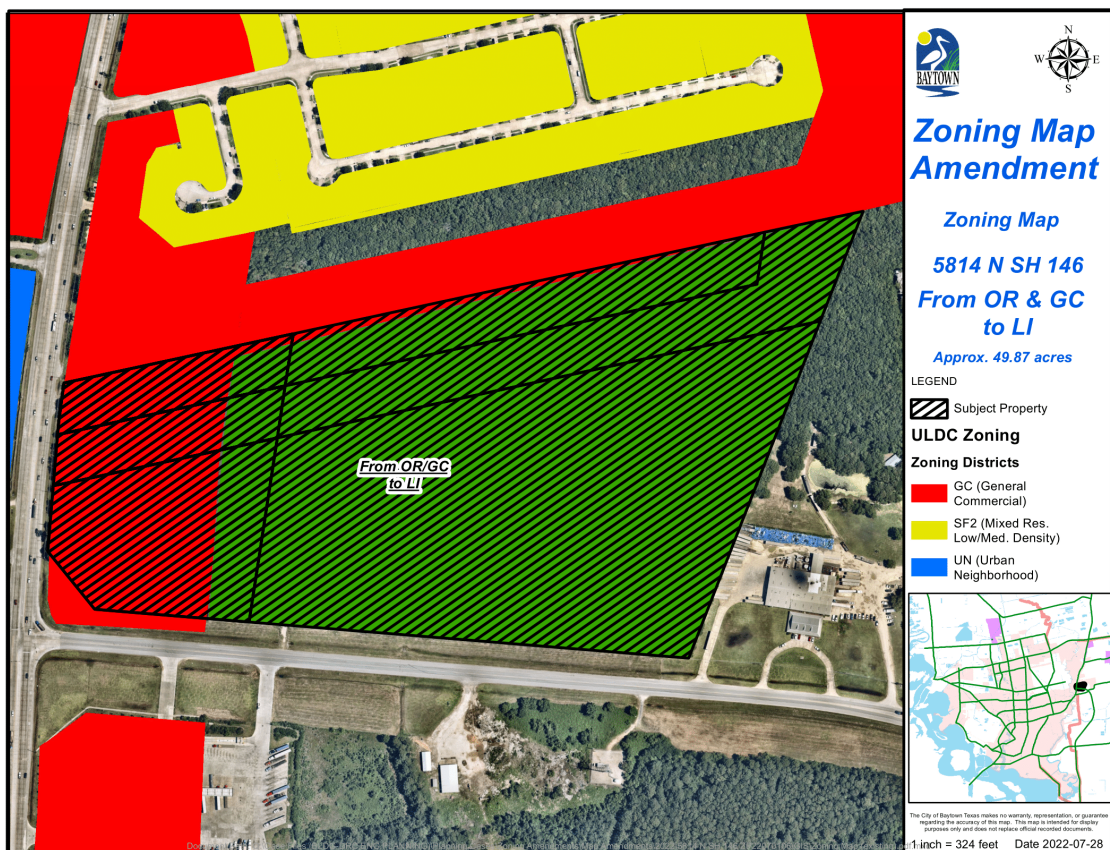 BAYTOWN
N
W
E
S
Zoning Map
Amendment
Zoning Map
5814 N SH 146
From OR & GC
to LI
Approx. 49.87 acres
LEGEND
Subject Property
ULDC Zoning
Zoning Districts
GC (General
Commercial)
SF2 (Mixed Res.
Low/Med. Density)
UN (Urban
Neighborhood)
From OR/GC
to LI
The City of Baytown Texas makes no warranty, representation, or guarantee
regarding the accuracy of this map. This map is intended for display
purposes only and does not replace official recorded documents.
1 inch = 324 feet Date 2022-07-28